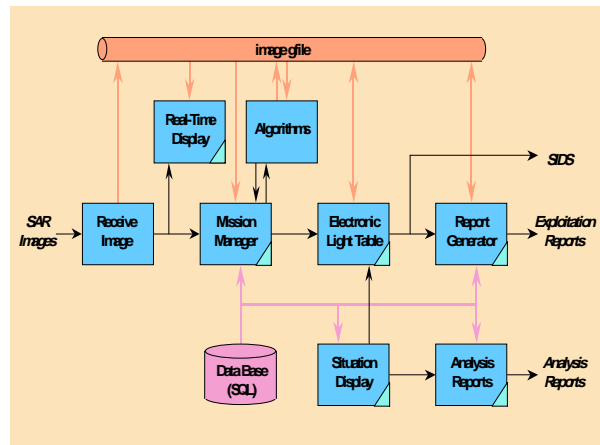 image gfile
Real-Time
Display
Algorithms
SIDS
SAR
Images
Receive
Image
Mission
Manager
Electronic
Light Table
Report
Generator
Exploitation
Reports
Data Base
(SQL)
Situation
Display
Analysis
Reports
Analysis
Reports